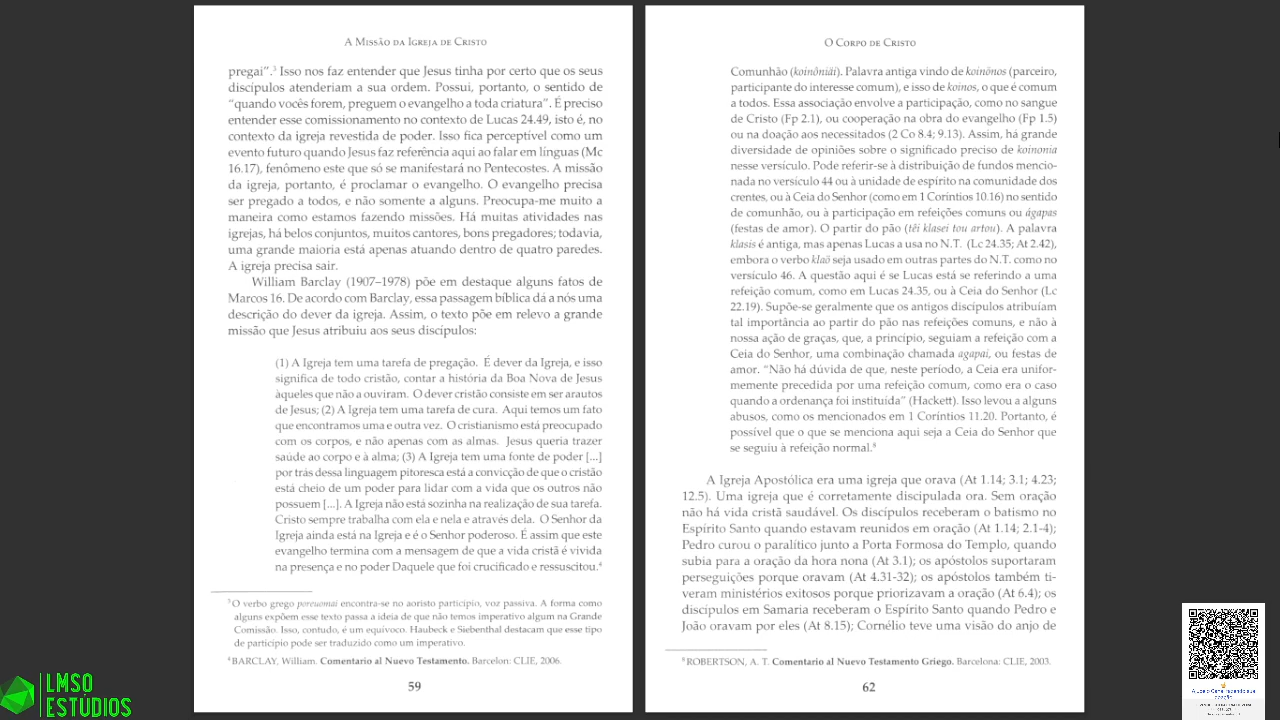 A Missão da Igreja de Cristo
pregai”.³ Isso nos faz entender que Jesus tinha por certo que os seus
discípulos atenderiam a sua ordem. Possui, portanto, o sentido de
“quando vocês forem, preguem o evangelho a toda criatura”. É preciso
entender esse comissionamento no contexto de Lucas 24.49, isto é, no
contexto da igreja revestida de poder. Isso fica perceptível como um
evento futuro quando Jesus faz referência aqui ao falar em línguas (Mc
16.17), fenômeno este que só se manifestará no Pentecostes. A missão
da igreja, portanto, é proclamar o evangelho. O evangelho precisa
ser pregado a todos, e não somente a alguns. Preocupa-me muito a
maneira como estamos fazendo missões. Há muitas atividades nas
igrejas, há belos conjuntos, muitos cantores, bons pregadores; todavia,
uma grande maioria está apenas atuando dentro de quatro paredes.
A igreja precisa sair.
William Barclay (1907–1978) põe em destaque alguns fatos de
Marcos 16. De acordo com Barclay, essa passagem bíblica dá a nós uma
descrição do dever da igreja. Assim, o texto põe em relevo a grande
missão que Jesus atribuiu aos seus discípulos:
(1) A Igreja tem uma tarefa de pregação. É dever da Igreja, e isso
significa de todo cristão, contar a história da Boa Nova de Jesus
àqueles que não a ouviram. O dever cristão consiste em ser arautos
de Jesus; (2) A Igreja tem uma tarefa de cura. Aqui temos um fato
que encontramos uma e outra vez. O cristianismo está preocupado
com os corpos, e não apenas com as almas. Jesus queria trazer
saúde ao corpo e à alma; (3) A Igreja tem uma fonte de poder [...]
por trás dessa linguagem pitoresca está a convicção de que o cristão
está cheio de um poder para lidar com a vida que os outros não
possuem [...]. A Igreja não está sozinha na realização de sua tarefa.
Cristo sempre trabalha com ela e nela e através dela. O Senhor da
Igreja ainda está na Igreja e é o Senhor poderoso. É assim que este
evangelho termina com a mensagem de que a vida cristã é vivida
na presença e no poder Daquele que foi crucificado e ressuscitou.⁴
³ O verbo grego poreuomai encontra-se no aoristo particípio, voz passiva. A forma como
alguns expõem esse texto passa a ideia de que não temos imperativo algum na Grande
Comissão. Isso, contudo, é um equívoco. Haubeck e Siebenthal destacam que esse tipo
de particípio pode ser traduzido como um imperativo.
⁴ BARCLAY, William. Comentario al Nuevo Testamento. Barcelon: CLIE, 2006.
59
O Corpo de Cristo
Comunhão (koinôniâi). Palavra antiga vindo de koinônos (parceiro,
participante do interesse comum), e isso de koinos, o que é comum
a todos. Essa associação envolve a participação, como no sangue
de Cristo (Fp 2.1), ou cooperação na obra do evangelho (Fp 1.5)
ou na doação aos necessitados (2 Co 8.4; 9.13). Assim, há grande
diversidade de opiniões sobre o significado preciso de koinonia
nesse versículo. Pode referir-se à distribuição de fundos mencio-
nada no versículo 44 ou à unidade de espírito na comunidade dos
crentes, ou à Ceia do Senhor (como em 1 Coríntios 10.16) no sentido
de comunhão, ou à participação em refeições comuns ou ágapas
(festas de amor). O partir do pão (têi klasei tou artou). A palavra
klasis é antiga, mas apenas Lucas a usa no N.T. (Lc 24.35; At 2.42),
embora o verbo klaô seja usado em outras partes do N.T. como no
versículo 46. A questão aqui é se Lucas está se referindo a uma
refeição comum, como em Lucas 24.35, ou à Ceia do Senhor (Lc
22.19). Supõe-se geralmente que os antigos discípulos atribuíam
tal importância ao partir do pão nas refeições comuns, e não à
nossa ação de graças, que, a princípio, seguiam a refeição com a
Ceia do Senhor, uma combinação chamada agapai, ou festas de
amor. “Não há dúvida de que, neste período, a Ceia era unifor-
memente precedida por uma refeição comum, como era o caso
quando a ordenança foi instituída” (Hackett). Isso levou a alguns
abusos, como os mencionados em 1 Coríntios 11.20. Portanto, é
possível que o que se menciona aqui seja a Ceia do Senhor que
se seguiu à refeição normal.⁸
A Igreja Apostólica era uma igreja que orava (At 1.14; 3.1; 4.23;
12.5). Uma igreja que é corretamente discipulada ora. Sem oração
não há vida cristã saudável. Os discípulos receberam o batismo no
Espírito Santo quando estavam reunidos em oração (At 1.14; 2.1-4);
Pedro curou o paralítico junto a Porta Formosa do Templo, quando
subia para a oração da hora nona (At 3.1); os apóstolos suportaram
perseguições porque oravam (At 4.31-32); os apóstolos também ti-
veram ministérios exitosos porque priorizavam a oração (At 6.4); os
discípulos em Samaria receberam o Espírito Santo quando Pedro e
João oravam por eles (At 8.15); Cornélio teve uma visão do anjo de
⁸ ROBERTSON, A. T. Comentario al Nuevo Testamento Griego. Barcelona: CLIE, 2003.
62
LMSO
ESTÚDIOS